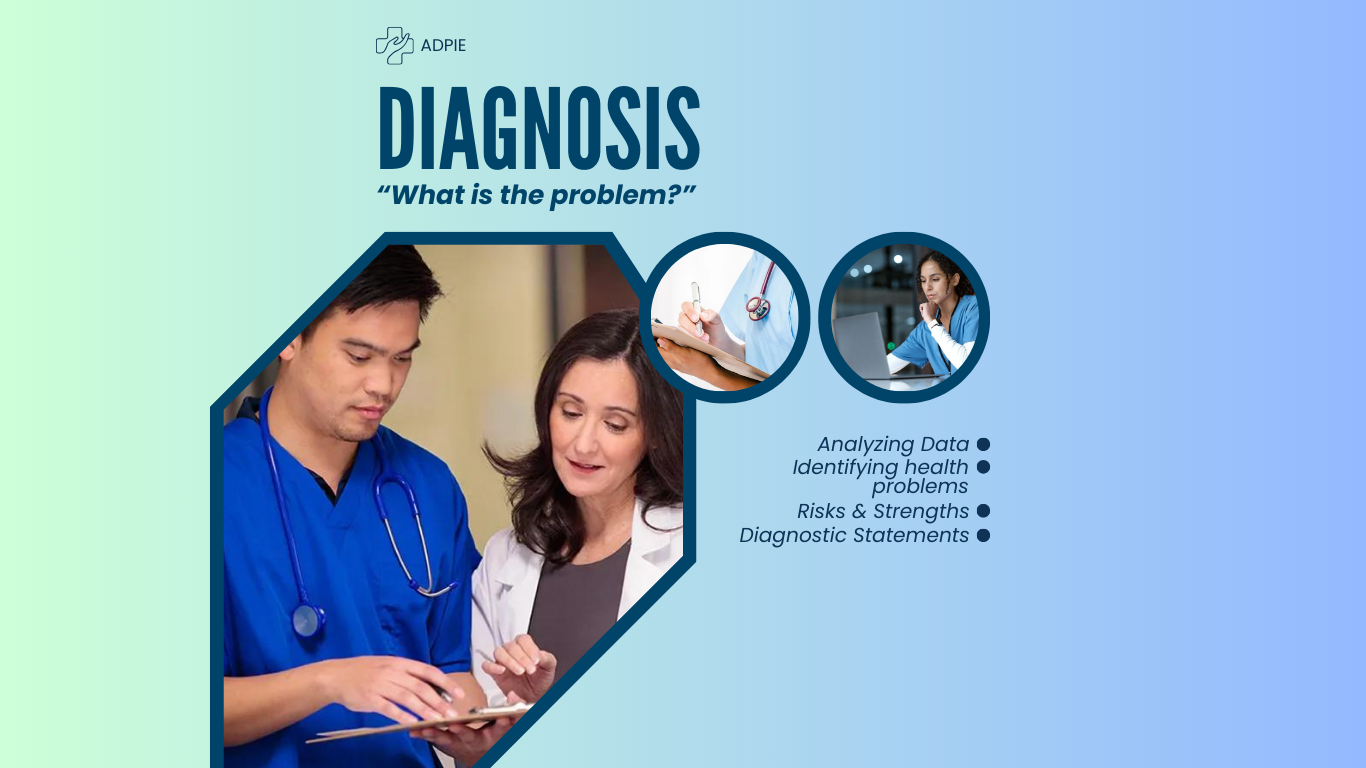 ADPIE
DIAGNOSIS
“What is the problem?”
Analyzing Data
Identifying health
problems
Risks & Strengths
Diagnostic Statements